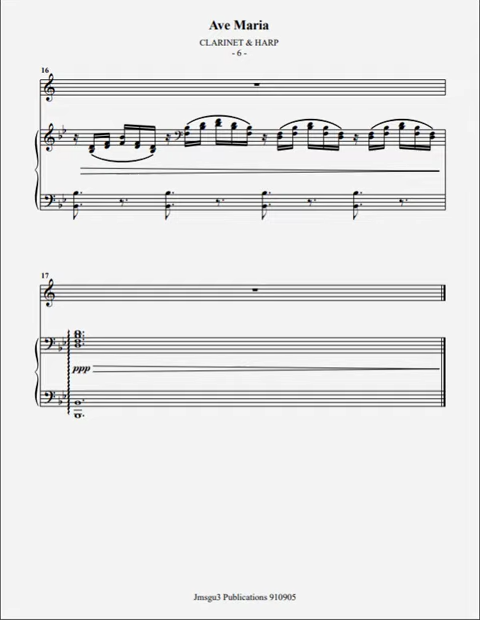 Ave Maria
CLARINET & HARP
- 6 -
16
17
ppp
Jmsgu3 Publications 910905